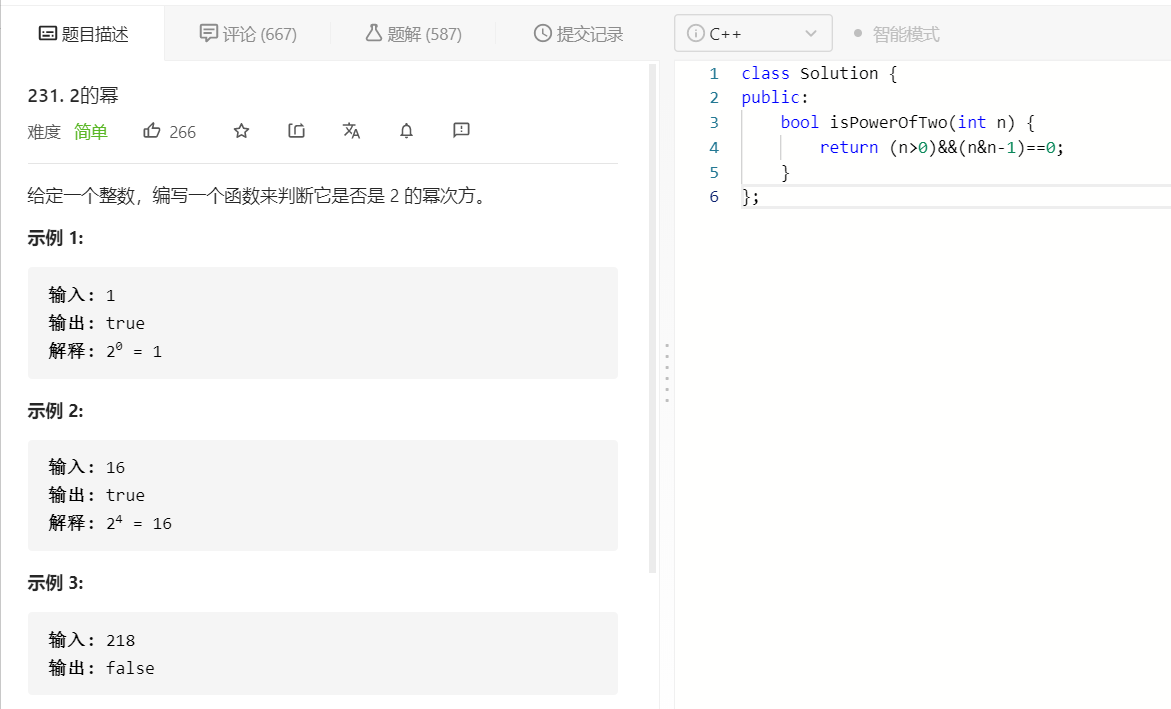 题目描述 评论 (667) 题解 (587) 提交记录 C++ 智能模式
231. 2的幂
难度 简单 266
给定一个整数，编写一个函数来判断它是否是 2 的幂次方。
示例 1:
输入: 1
输出: true
解释: 2⁰ = 1
示例 2:
输入: 16
输出: true
解释: 2⁴ = 16
示例 3:
输入: 218
输出: false
1 class Solution {
2 public:
3     bool isPowerOfTwo(int n) {
4         return (n>0)&&(n&n-1)==0;
5     }
6 };